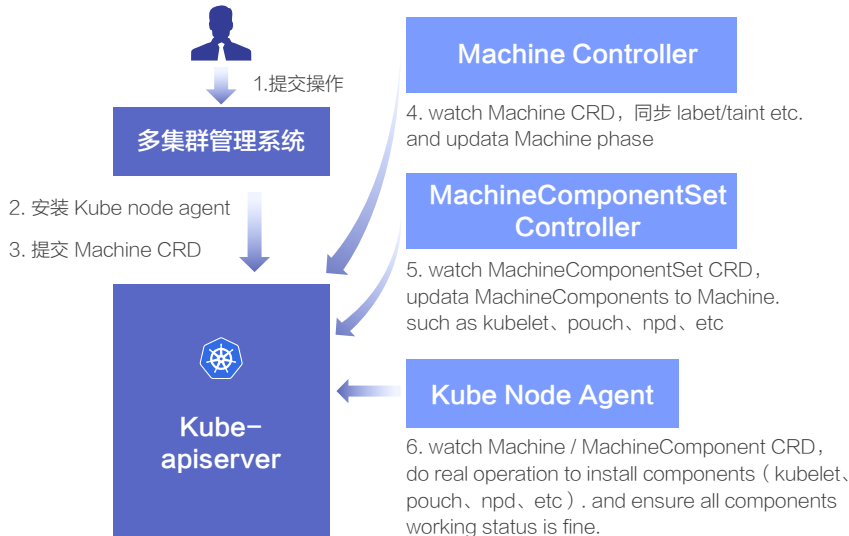 1.提交操作
多集群管理系统
2. 安装 Kube node agent
3. 提交 Machine CRD
Kube-
apiserver
Machine Controller
4. watch Machine CRD，同步 labet/taint etc.
and updata Machine phase
MachineComponentSet
Controller
5. watch MachineComponentSet CRD，
updata MachineComponents to Machine.
such as kubelet、pouch、npd、etc
Kube Node Agent
6. watch Machine / MachineComponent CRD，
do real operation to install components（kubelet、
pouch、npd、etc）. and ensure all components
working status is fine.